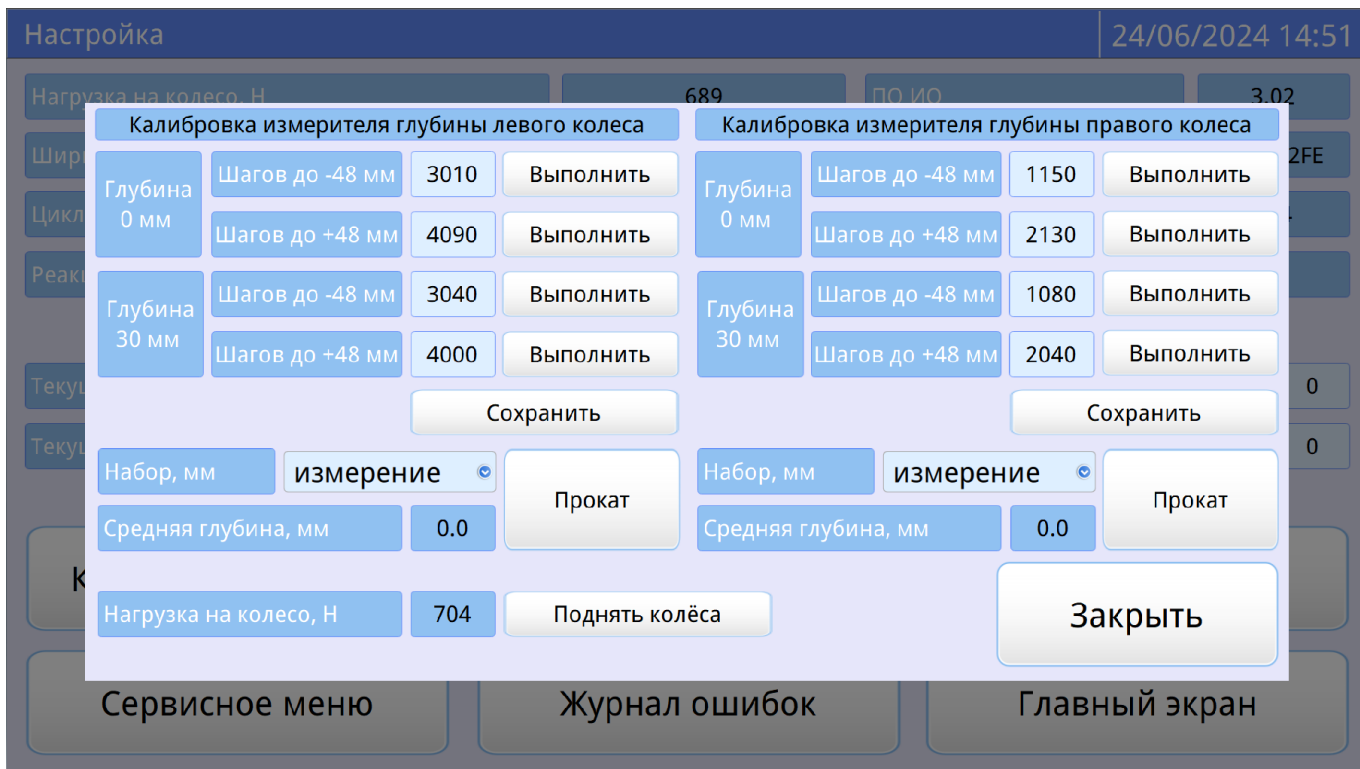 Настройка
24/06/2024 14:51
Нагрузка на колесо, Н
689
ПО ИО
3.02
2FE
Калибровка измерителя глубины левого колеса
Глубина
0 мм
Шагов до -48 мм
3010
Выполнить
Шагов до +48 мм
4090
Выполнить
Глубина
30 мм
Шагов до -48 мм
3040
Выполнить
Шагов до +48 мм
4000
Выполнить
Сохранить
Набор, мм
измерение
Прокат
Средняя глубина, мм
0.0
Калибровка измерителя глубины правого колеса
Глубина
0 мм
Шагов до -48 мм
1150
Выполнить
Шагов до +48 мм
2130
Выполнить
Глубина
30 мм
Шагов до -48 мм
1080
Выполнить
Шагов до +48 мм
2040
Выполнить
Сохранить
Набор, мм
измерение
Прокат
Средняя глубина, мм
0.0
Нагрузка на колесо, Н
704
Поднять колёса
Закрыть
0
0
Сервисное меню
Журнал ошибок
Главный экран